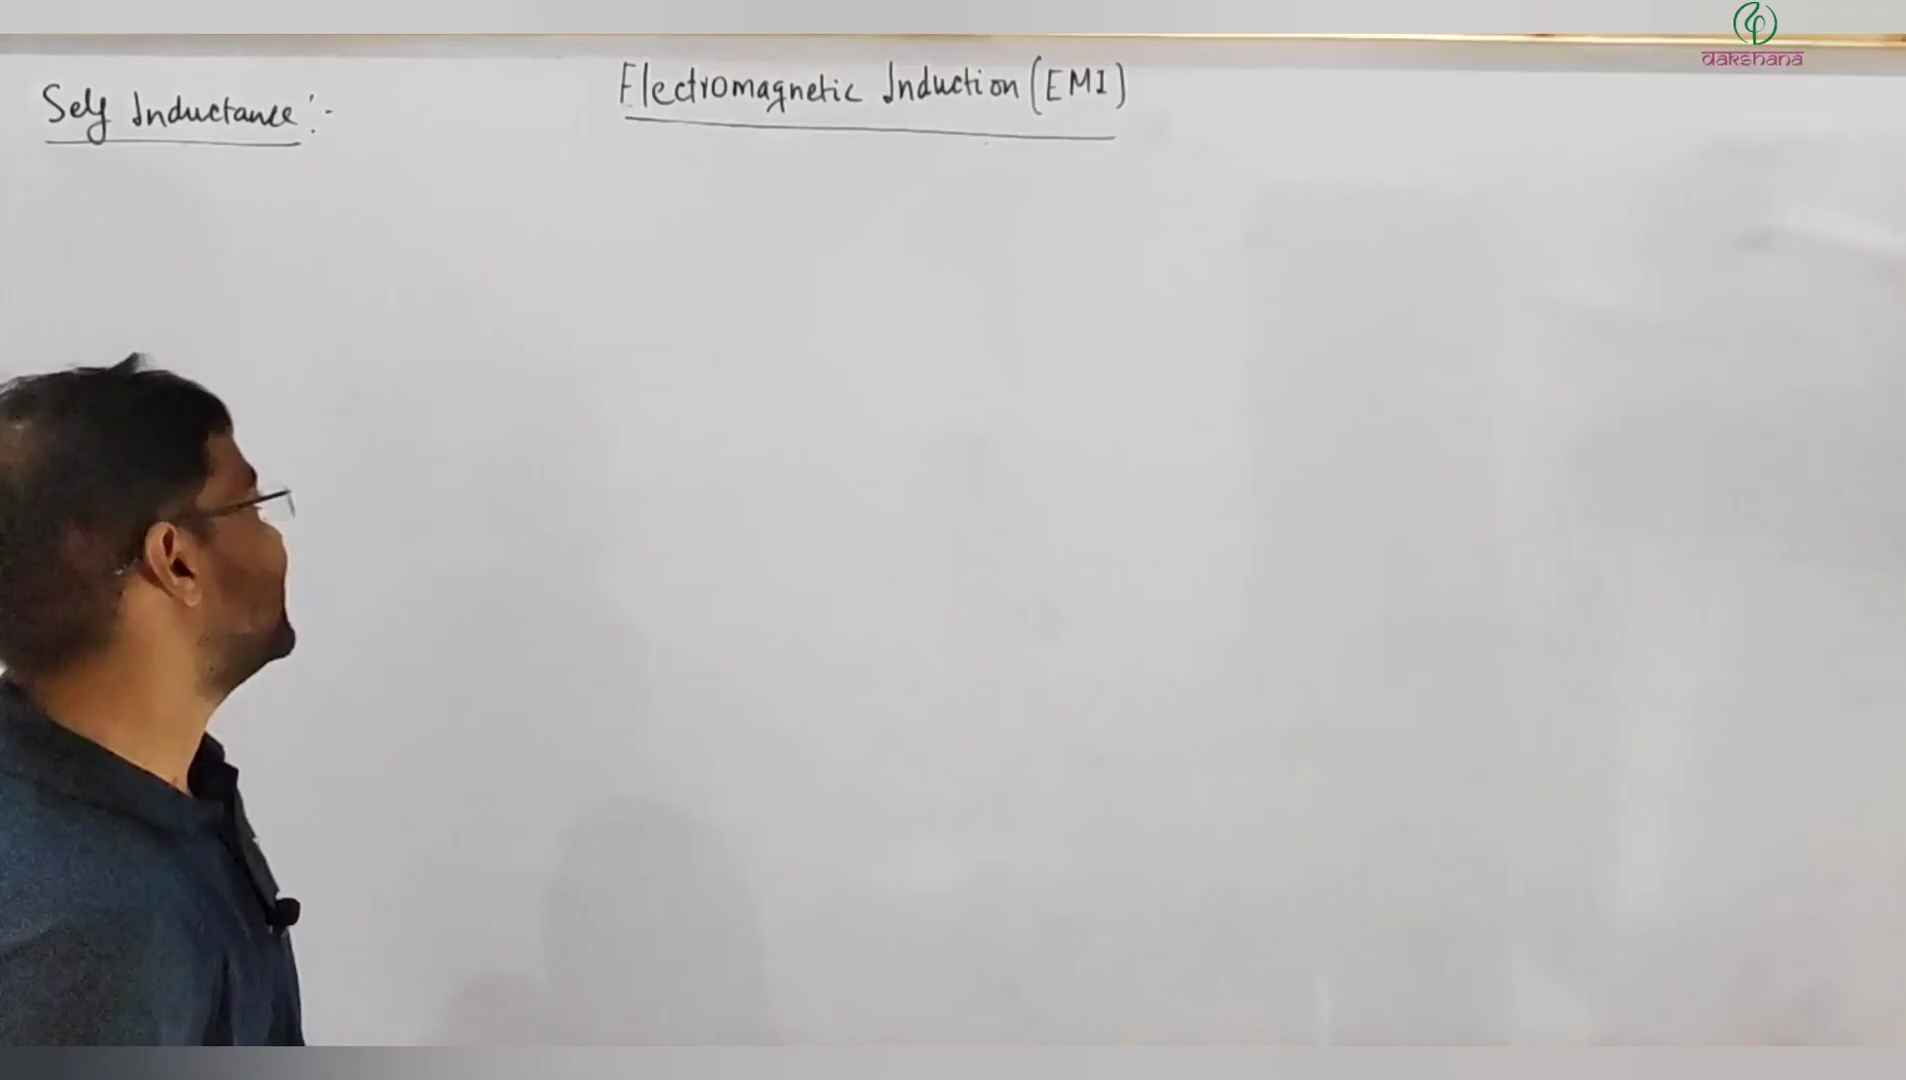 dakshana
Electromagnetic Induction (EMI)
Self Inductance :-